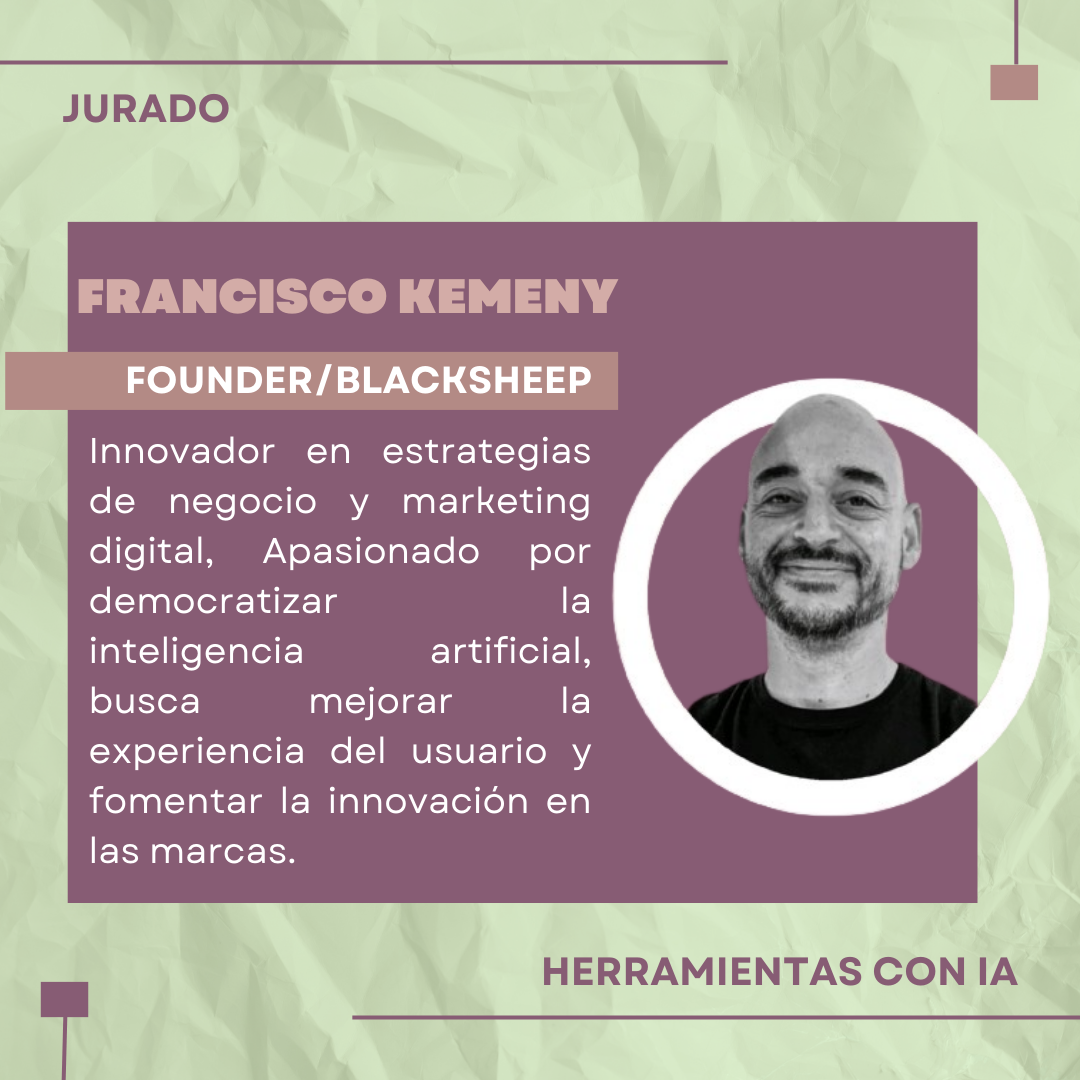 JURADO
FRANCISCO KEMENY
FOUNDER/BLACKSHEEP
Innovador en estrategias
de negocio y marketing
digital, Apasionado por
democratizar la
inteligencia artificial,
busca mejorar la
experiencia del usuario y
fomentar la innovación en
las marcas.
HERRAMIENTAS CON IA